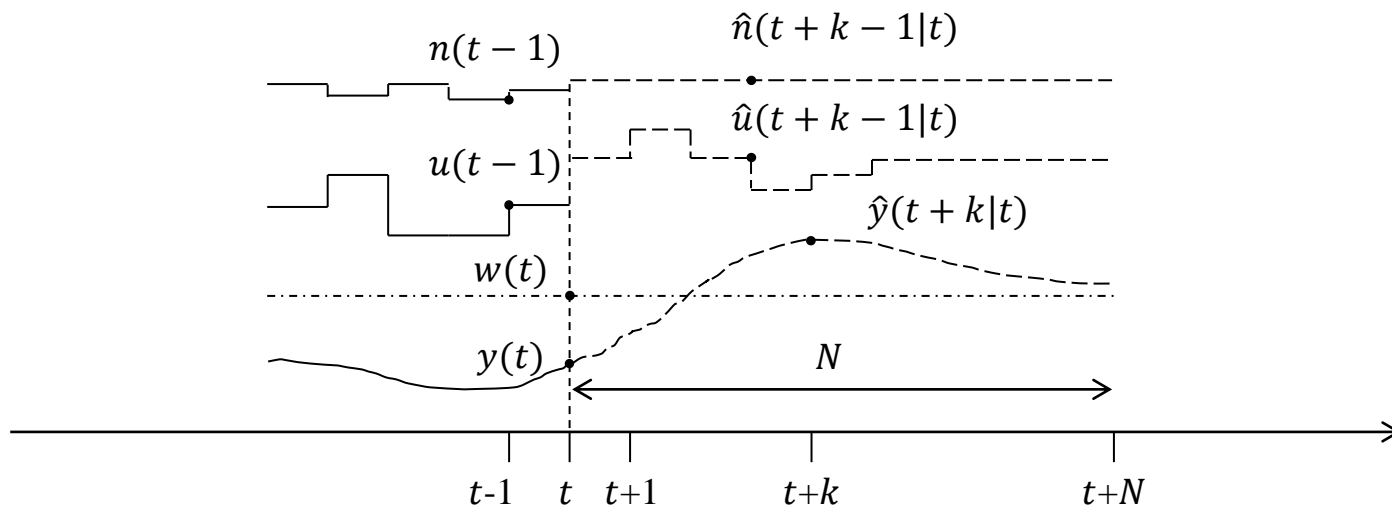 n(t − 1) n̂(t + k − 1|t)
u(t − 1) û(t + k − 1|t)
ŷ(t + k|t)
w(t)
y(t) N
t-1 t t+1 t+k t+N